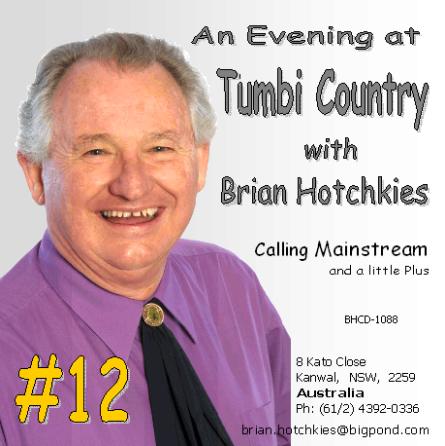 An Evening at
Tumbi Country
with
Brian Hotchkies
Calling Mainstream
and a little Plus
BHCD-1088
8 Kato Close
Kanwal, NSW, 2259
Australia
Ph: (61/2) 4392-0336
brian.hotchkies@bigpond.com
#12